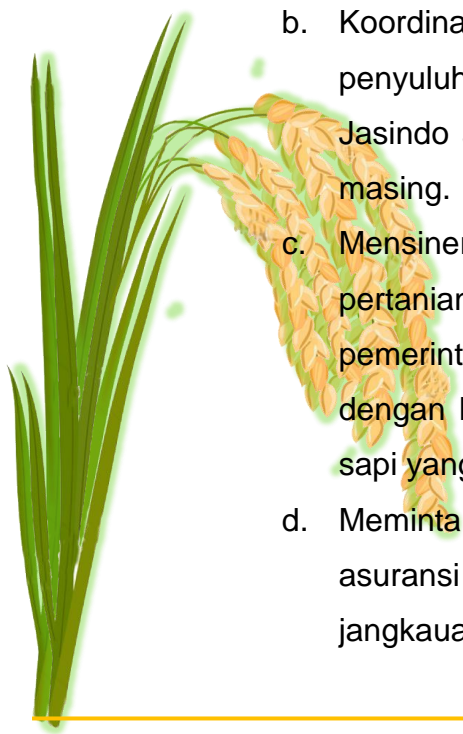 b. Koordina
penyuluh
Jasindo
masing.
c. Mensiner
pertanian
pemerint
dengan
sapi yang
d. Meminta
asuransi
jangkaua